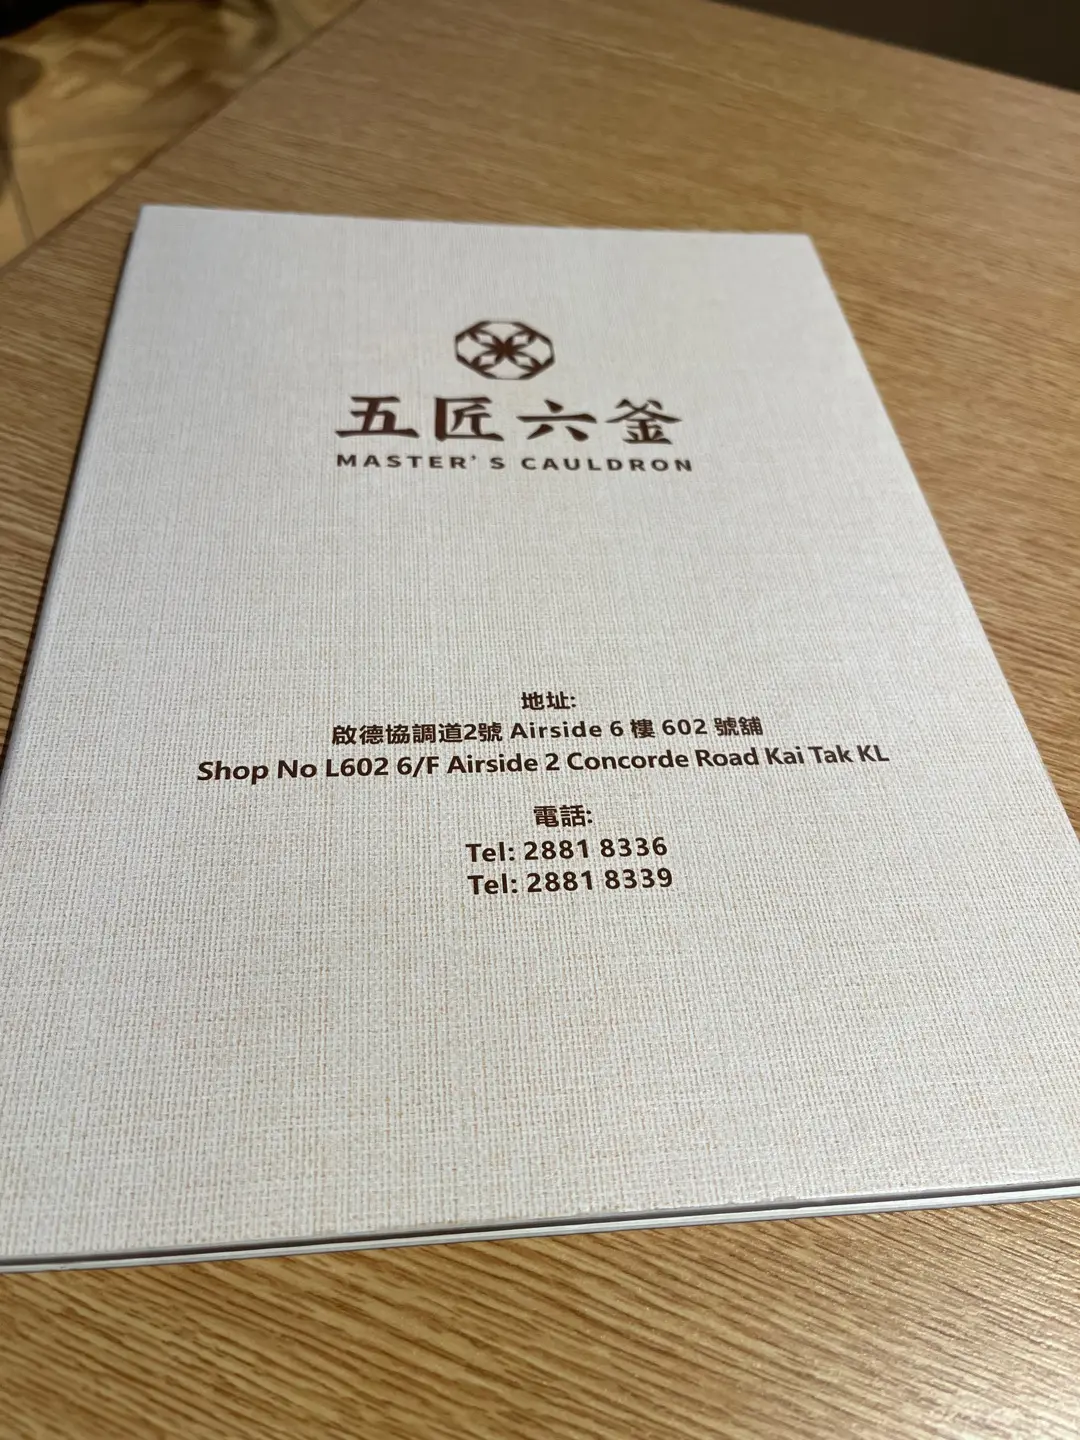 五匠六釜
MASTER'S CAULDRON
地址:
啟德協調道2號 Airside 6 樓 602 號舖
Shop No L602 6/F Airside 2 Concorde Road Kai Tak KL
電話:
Tel: 2881 8336
Tel: 2881 8339